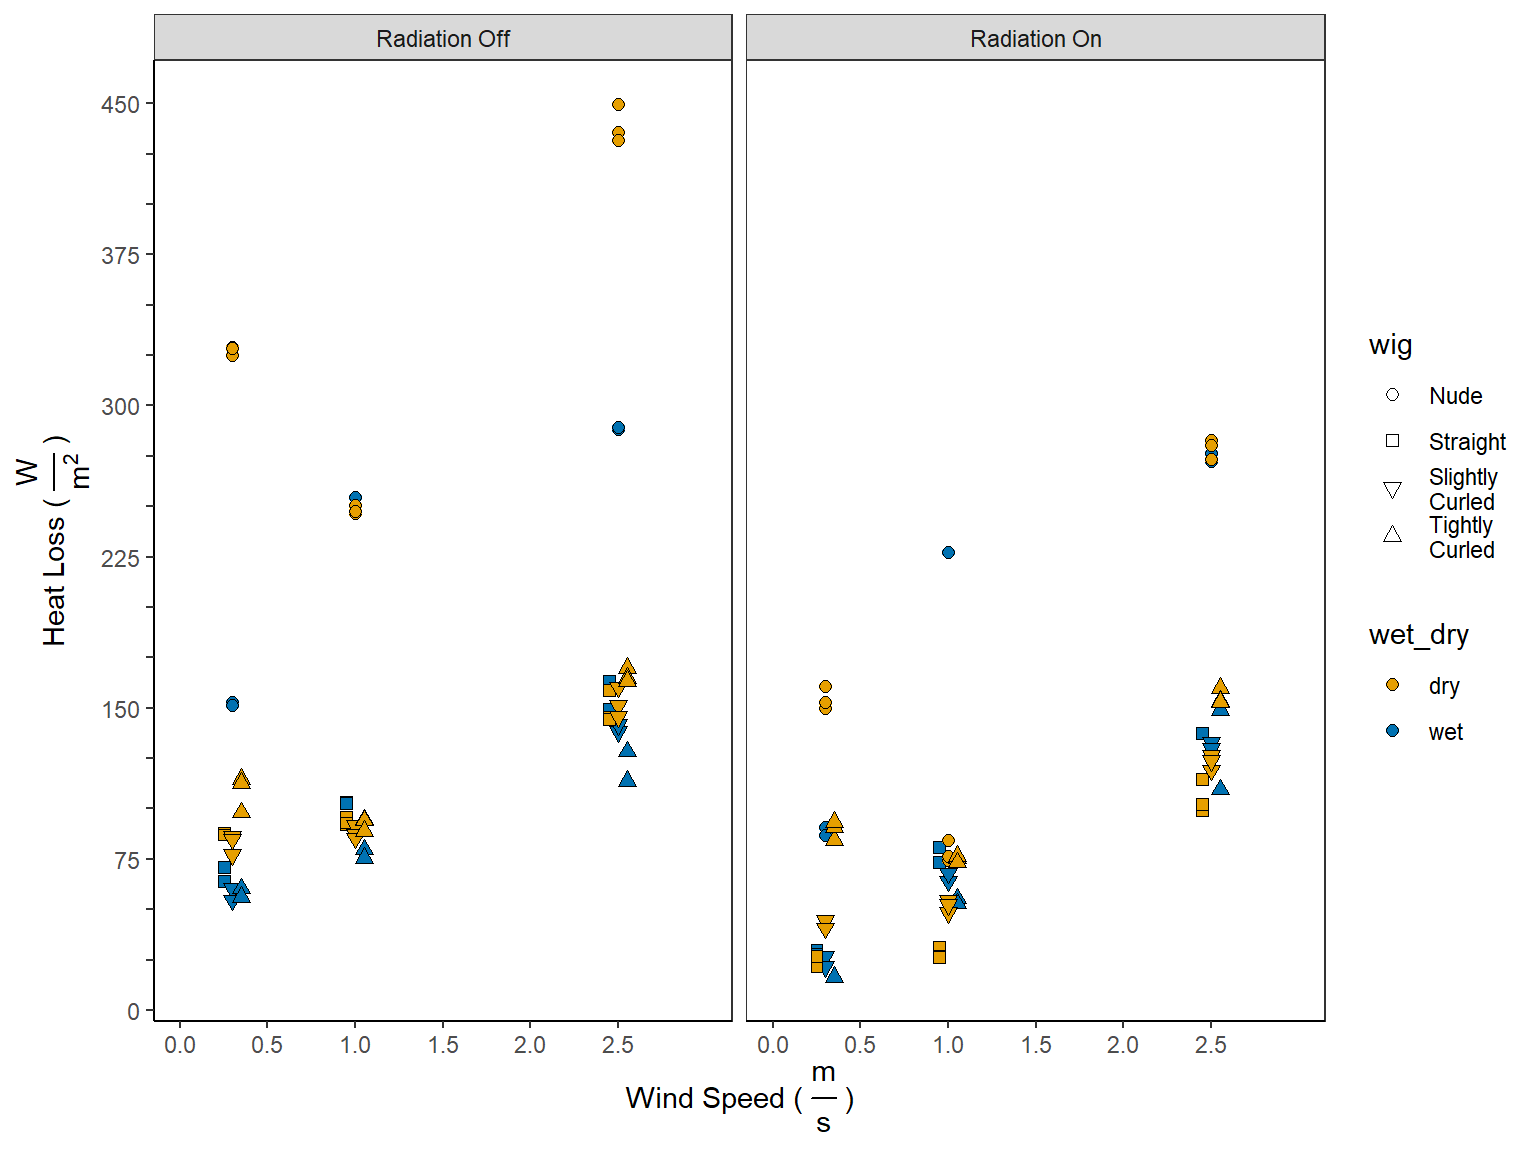 Radiation Off
Radiation On
450
375
300
225
150
75
0
Heat Loss ( W/m² )
0.0 0.5 1.0 1.5 2.0 2.5
0.0 0.5 1.0 1.5 2.0 2.5
Wind Speed ( m/s )
wig
Nude
Straight
Slightly
Curled
Tightly
Curled
wet_dry
dry
wet